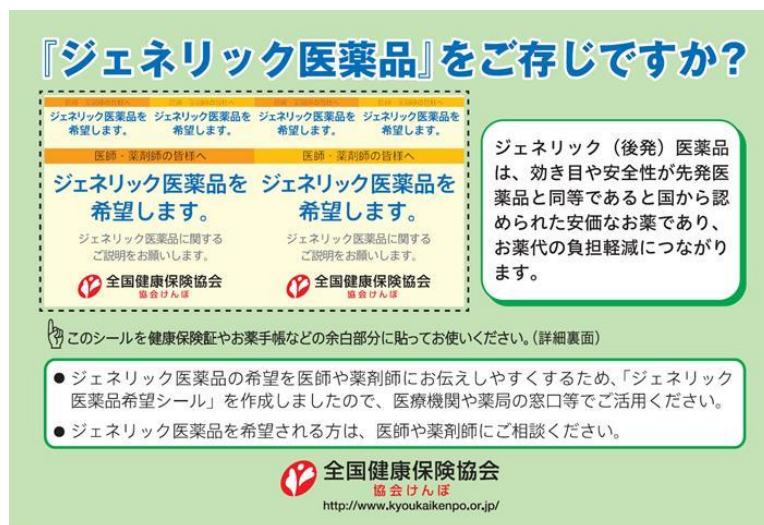 『ジェネリック医薬品』をご存じですか?
医師・薬剤師の皆様へ 医師・薬剤師の皆様へ
ジェネリック医薬品を ジェネリック医薬品を ジェネリック医薬品を ジェネリック医薬品を
希望します。 希望します。 希望します。 希望します。
医師・薬剤師の皆様へ 医師・薬剤師の皆様へ
ジェネリック医薬品を ジェネリック医薬品を
希望します。 希望します。
ジェネリック医薬品に関する ジェネリック医薬品に関する
ご説明をお願いします。 ご説明をお願いします。
全国健康保険協会 全国健康保険協会
協会けんぽ 協会けんぽ
ジェネリック(後発)医薬品
は、効き目や安全性が先発医
薬品と同等であると国から認
められた安価なお薬であり、
お薬代の負担軽減につながり
ます。
このシールを健康保険証やお薬手帳などの余白部分に貼ってお使いください。(詳細裏面)
● ジェネリック医薬品の希望を医師や薬剤師にお伝えしやすくするため、「ジェネリック
医薬品希望シール」を作成しましたので、医療機関や薬局の窓口等でご活用ください。
● ジェネリック医薬品を希望される方は、医師や薬剤師にご相談ください。
全国健康保険協会
協会けんぽ
http://www.kyoukaikenpo.or.jp/